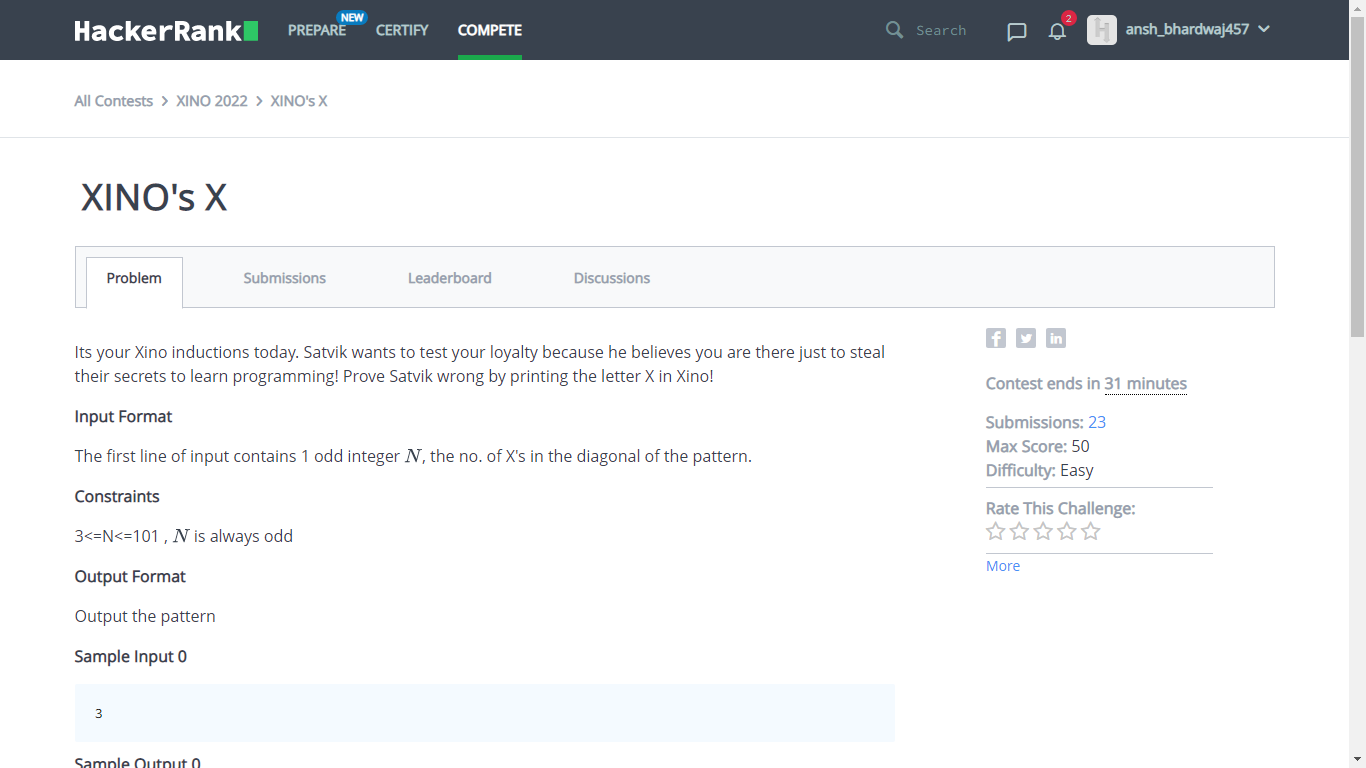 HackerRank PREPARE NEW CERTIFY COMPETE Search 2 ansh_bhardwaj457
All Contests > XINO 2022 > XINO's X
XINO's X
Problem Submissions Leaderboard Discussions
Its your Xino inductions today. Satvik wants to test your loyalty because he believes you are there just to steal
their secrets to learn programming! Prove Satvik wrong by printing the letter X in Xino!
Input Format
The first line of input contains 1 odd integer N, the no. of X's in the diagonal of the pattern.
Constraints
3<=N<=101 , N is always odd
Output Format
Output the pattern
Sample Input 0
3
Sample Output 0
Contest ends in 31 minutes
Submissions: 23
Max Score: 50
Difficulty: Easy
Rate This Challenge:
More